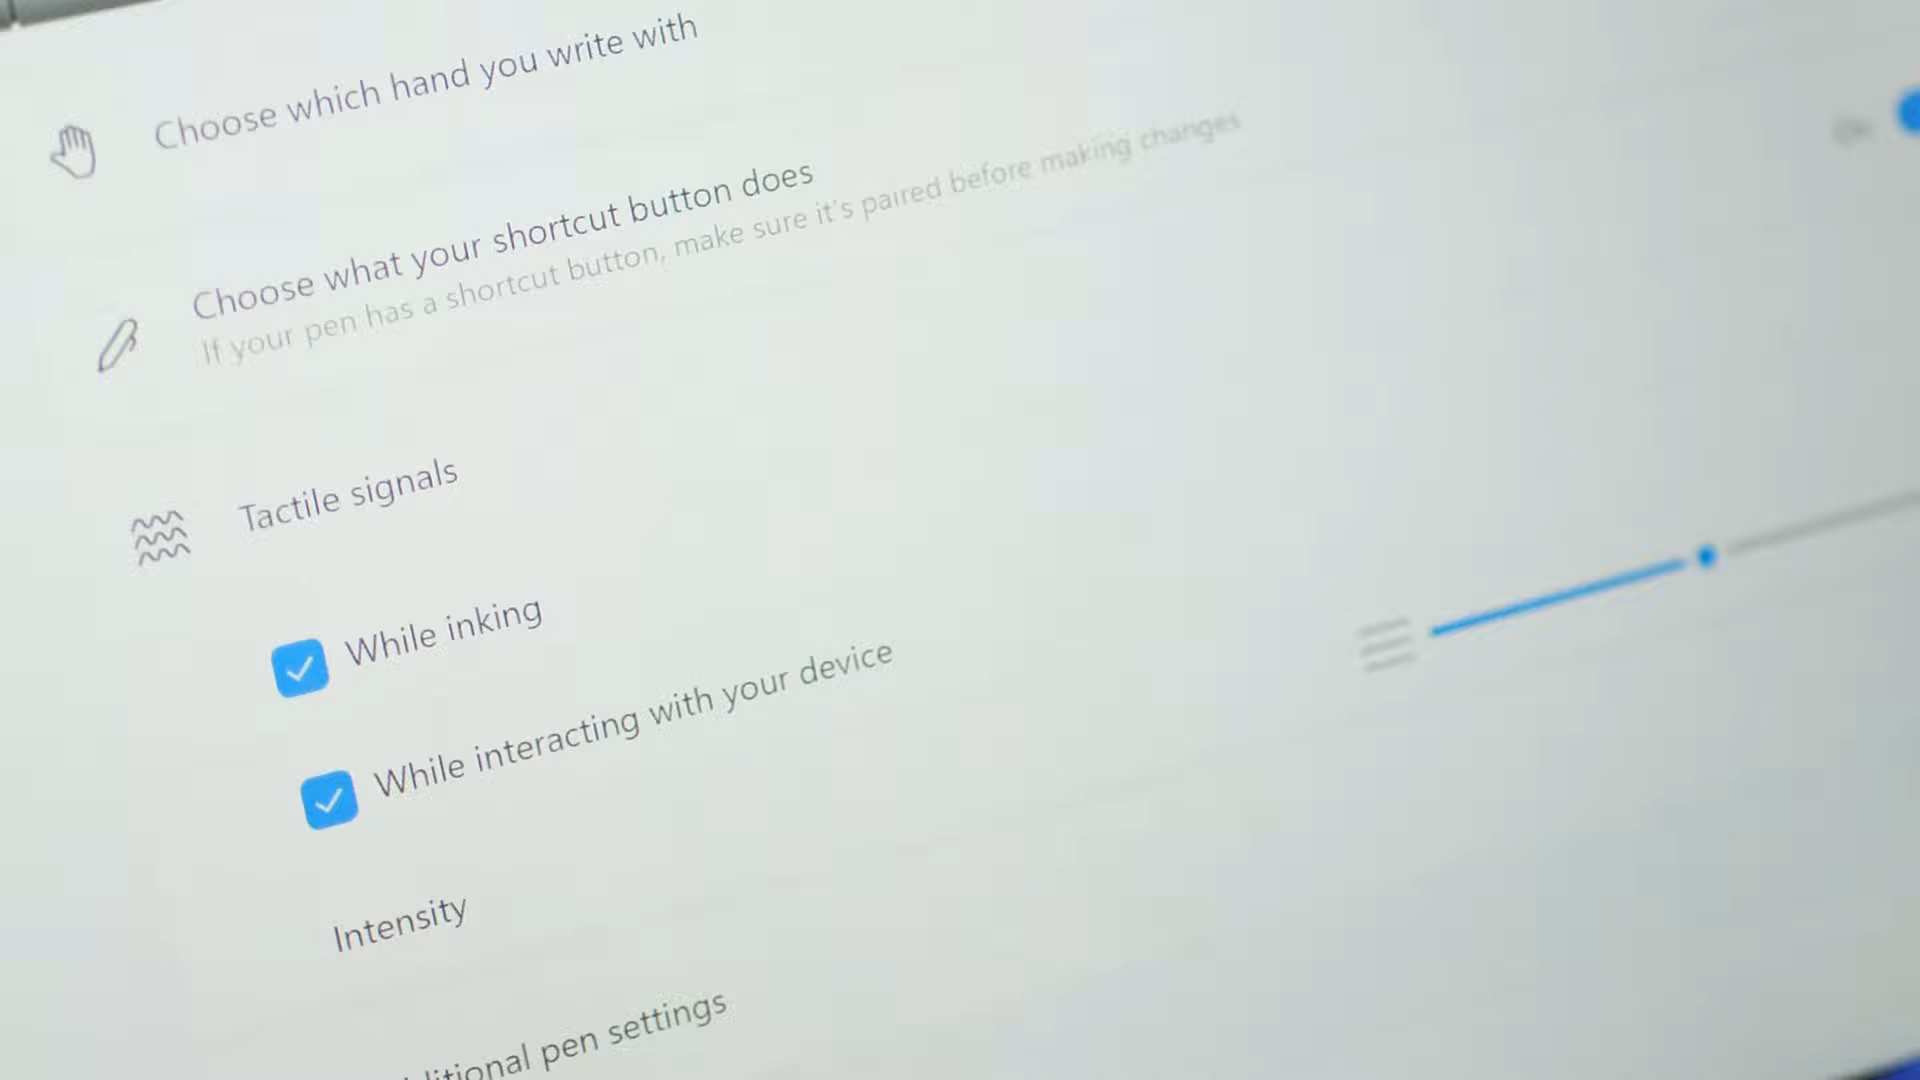 Choose which hand you write with
Choose what your shortcut button does
If your pen has a shortcut button, make sure it's paired before making changes
Tactile signals
While inking
While interacting with your device
Intensity
pen settings